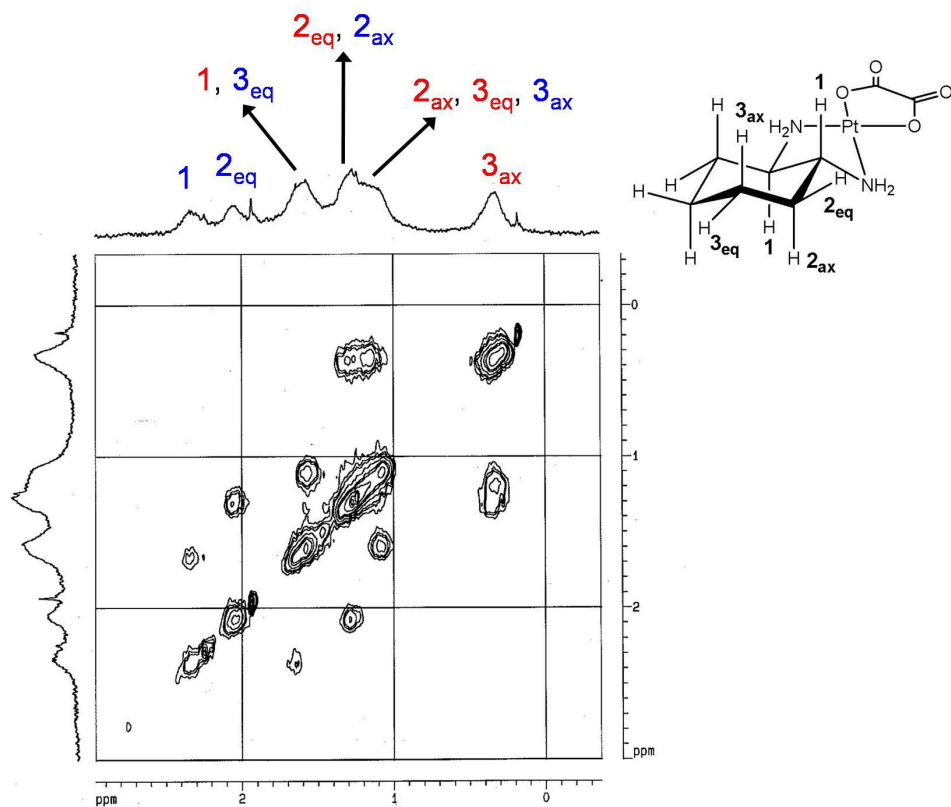 2eq, 2ax
1, 3eq
2ax, 3eq, 3ax
1
2eq
3ax
O
O
O
O
1
H
H
3ax
H
H2N
Pt
H
H
H
NH2
H
H
2eq
H
3eq
1
H
H
2ax
0
1
2
ppm
ppm
2
1
0